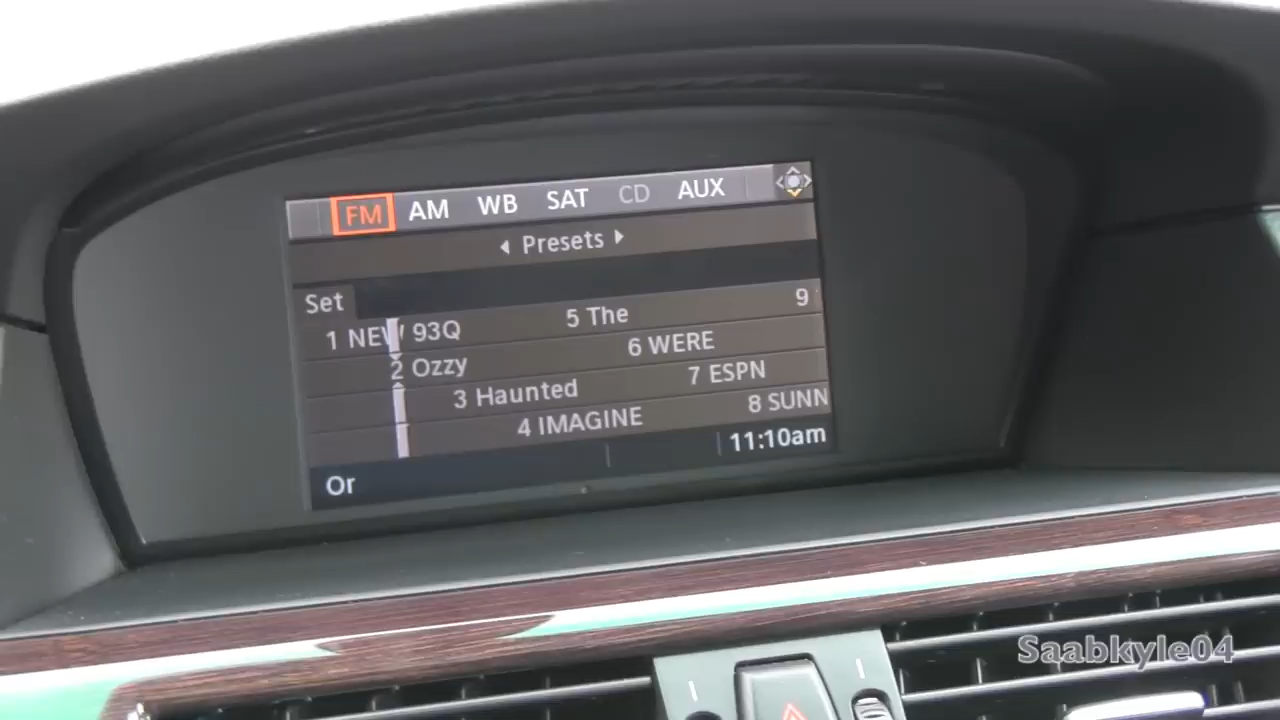 FM AM WB SAT CD AUX
Presets
Set
1 NEW 93Q 5 The 9
2 Ozzy 6 WERE
3 Haunted 7 ESPN
4 IMAGINE 8 SUNN
Or 11:10am
Saabkyle04